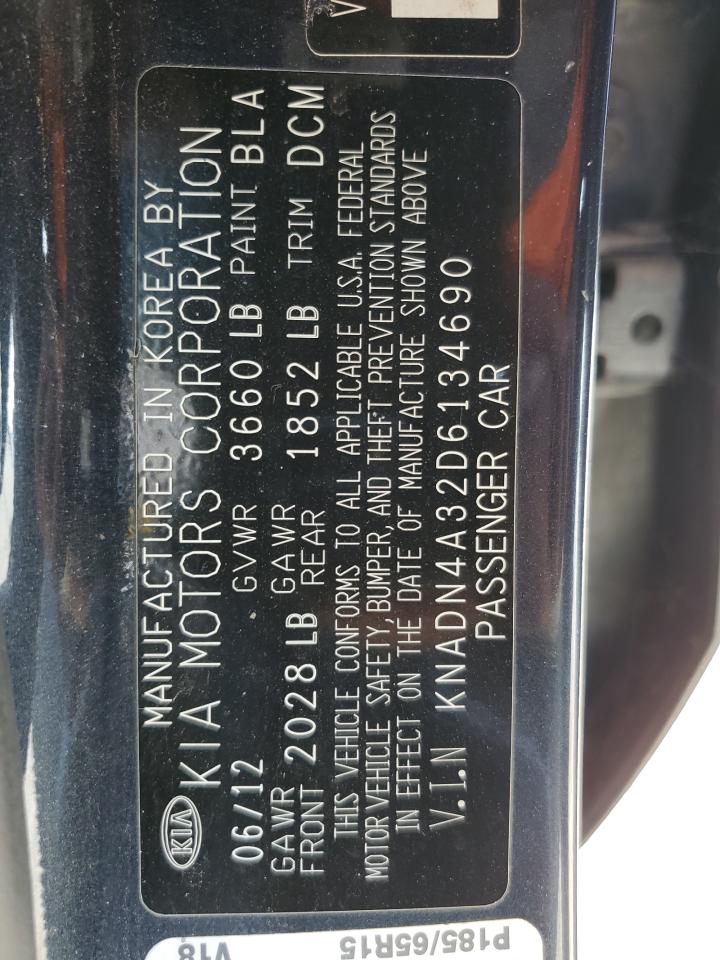 MANUFACTURED IN KOREA BY
KIA KIA MOTORS CORPORATION
06/12 GVWR 3660 LB PAINT BLA
GAWR GAWR
FRONT 2028 LB REAR 1852 LB TRIM DCM
THIS VEHICLE CONFORMS TO ALL APPLICABLE U.S.A. FEDERAL
MOTOR VEHICLE SAFETY, BUMPER, AND THEFT PREVENTION STANDARDS
IN EFFECT ON THE DATE OF MANUFACTURE SHOWN ABOVE
V.I.N KNADN4A32D6134690
PASSENGER CAR
V
P185/65R15
V18